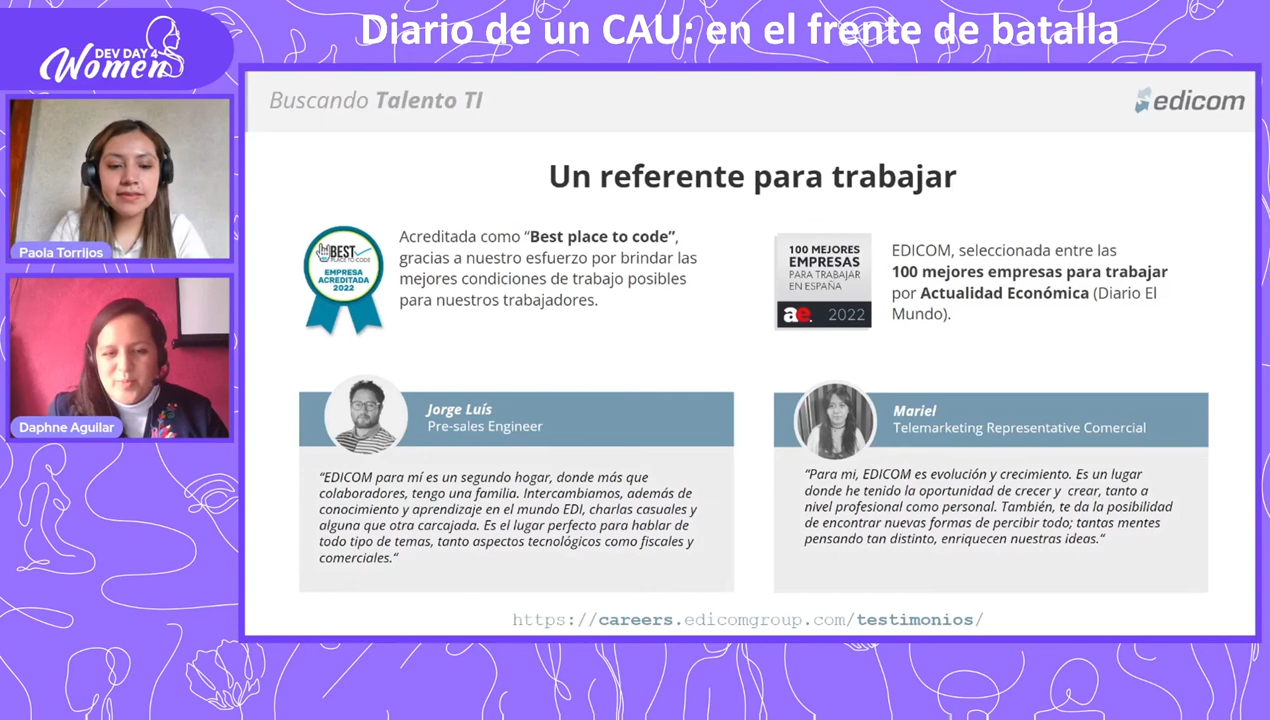 Diario de un CAU: en el frente de batalla
DEV DAY 4
Women
Paola Torrijos
Daphne Aguilar
Buscando Talento TI
edicom
Un referente para trabajar
BEST
PLACE TO CODE
EMPRESA
ACREDITADA
2022
Acreditada como “Best place to code”,
gracias a nuestro esfuerzo por brindar las
mejores condiciones de trabajo posibles
para nuestros trabajadores.
100 MEJORES
EMPRESAS
PARA TRABAJAR
EN ESPAÑA
ae. 2022
EDICOM, seleccionada entre las
100 mejores empresas para trabajar
por Actualidad Económica (Diario El
Mundo).
Jorge Luís
Pre-sales Engineer
“EDICOM para mí es un segundo hogar, donde más que
colaboradores, tengo una familia. Intercambiamos, además de
conocimiento y aprendizaje en el mundo EDI, charlas casuales y
alguna que otra carcajada. Es el lugar perfecto para hablar de
todo tipo de temas, tanto aspectos tecnológicos como fiscales y
comerciales.“
Mariel
Telemarketing Representative Comercial
“Para mi, EDICOM es evolución y crecimiento. Es un lugar
donde he tenido la oportunidad de crecer y crear, tanto a
nivel profesional como personal. También, te da la posibilidad
de encontrar nuevas formas de percibir todo; tantas mentes
pensando tan distinto, enriquecen nuestras ideas.“
https://careers.edicomgroup.com/testimonios/